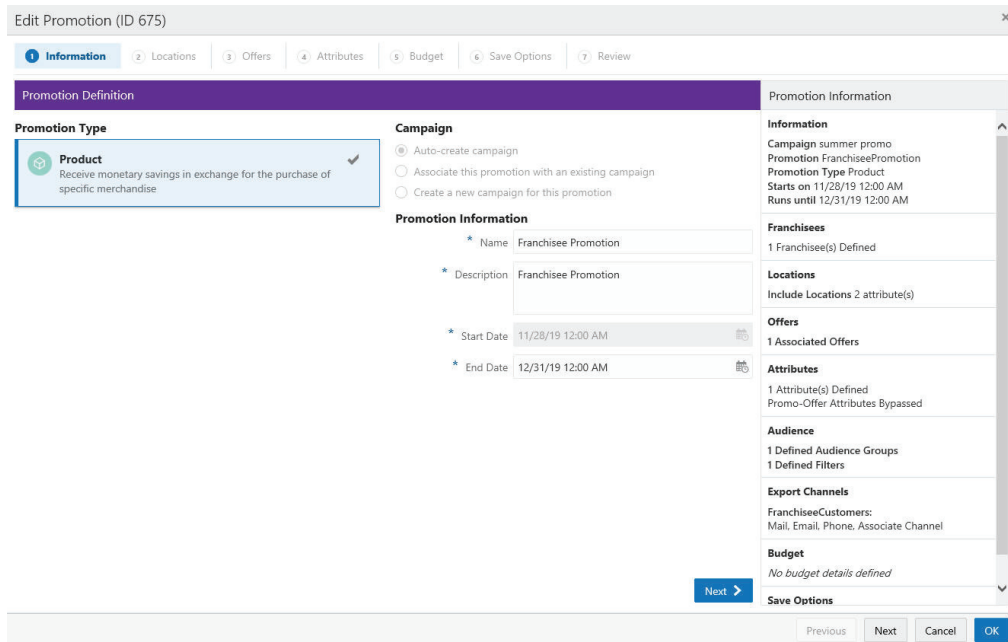 Edit Promotion (ID 675)
×
1 Information
2 Locations
3 Offers
4 Attributes
5 Budget
6 Save Options
7 Review
Promotion Definition
Promotion Type
Product
Receive monetary savings in exchange for the purchase of
specific merchandise
Campaign
Auto-create campaign
Associate this promotion with an existing campaign
Create a new campaign for this promotion
Promotion Information
* Name Franchisee Promotion
* Description Franchisee Promotion
* Start Date 11/28/19 12:00 AM
* End Date 12/31/19 12:00 AM
Next
Promotion Information
Information
Campaign summer promo
Promotion FranchiseePromotion
Promotion Type Product
Starts on 11/28/19 12:00 AM
Runs until 12/31/19 12:00 AM
Franchisees
1 Franchisee(s) Defined
Locations
Include Locations 2 attribute(s)
Offers
1 Associated Offers
Attributes
1 Attribute(s) Defined
Promo-Offer Attributes Bypassed
Audience
1 Defined Audience Groups
1 Defined Filters
Export Channels
FranchiseeCustomers:
Mail, Email, Phone, Associate Channel
Budget
No budget details defined
Save Options
Previous
Next
Cancel
OK